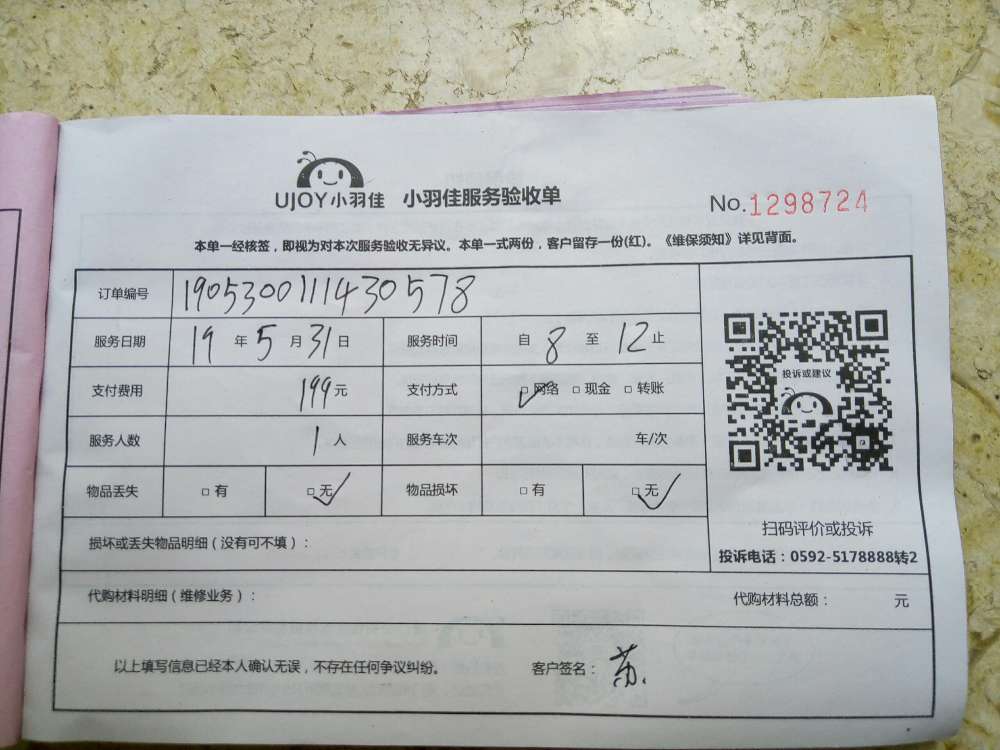 UJOY小羽佳 小羽佳服务验收单 No.1298724
本单一经核签，即视为对本次服务验收无异议。本单一式两份，客户留存一份(红)。《维保须知》详见背面。
订单编号 1905300111430578
服务日期 19 年 5 月 31 日 服务时间 自 8 至 12 止
支付费用 199 元 支付方式 □ 网络 □ 现金 □ 转账
服务人数 1 人 服务车次 车/次
物品丢失 □ 有 □ 无 物品损坏 □ 有 □ 无
投诉或建议
扫码评价或投诉
投诉电话：0592-5178888转2
损坏或丢失物品明细（没有可不填）：
代购材料明细（维修业务）： 代购材料总额： 元
以上填写信息已经本人确认无误，不存在任何争议纠纷。 客户签名：苏